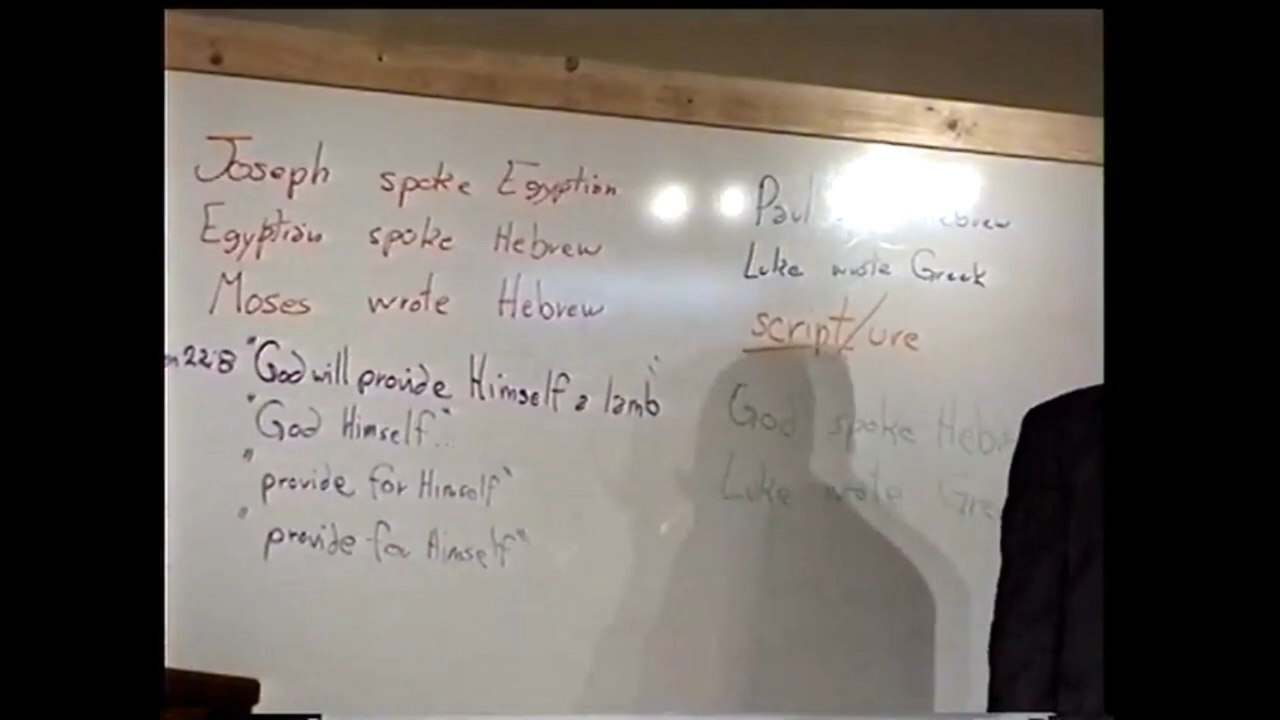 Joseph spoke Egyption
Egyptian spoke Hebrew
Moses wrote Hebrew
22:8 "God will provide Himself a lamb"
"God Himself"...
"provide for Himself"
"provide for Himself"
Paul
Luke wrote Greek
script/ure
God spoke
Luke wrote